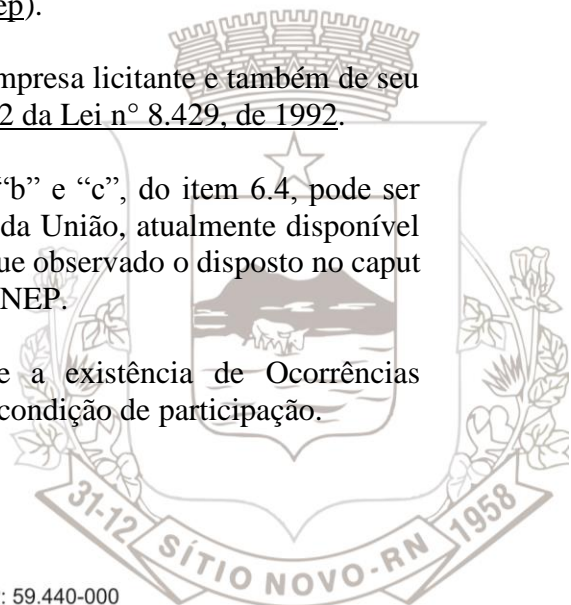 ep).
mpresa licitante e também de seu
2 da Lei n° 8.429, de 1992.
“b” e “c”, do item 6.4, pode ser
da União, atualmente disponível
ue observado o disposto no caput
NEP.
e a existência de Ocorrências
condição de participação.
31-12 SÍTIO NOVO-RN 1958
: 59.440-000